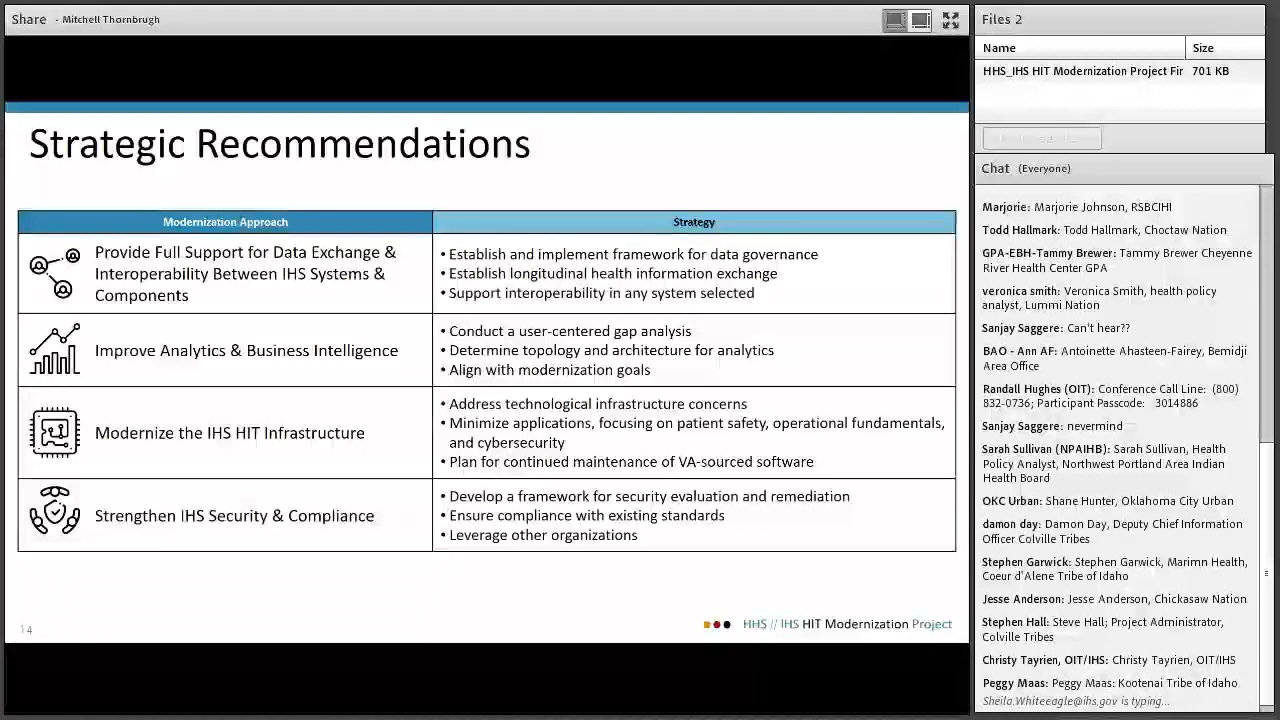 Share - Mitchell Thornbrugh
Strategic Recommendations
Modernization Approach
Strategy
Provide Full Support for Data Exchange &
Interoperability Between IHS Systems &
Components
• Establish and implement framework for data governance
• Establish longitudinal health information exchange
• Support interoperability in any system selected
Improve Analytics & Business Intelligence
• Conduct a user-centered gap analysis
• Determine topology and architecture for analytics
• Align with modernization goals
Modernize the IHS HIT Infrastructure
• Address technological infrastructure concerns
• Minimize applications, focusing on patient safety, operational fundamentals,
and cybersecurity
• Plan for continued maintenance of VA-sourced software
Strengthen IHS Security & Compliance
• Develop a framework for security evaluation and remediation
• Ensure compliance with existing standards
• Leverage other organizations
14
HHS // IHS HIT Modernization Project
Files 2
Name Size
HHS_IHS HIT Modernization Project Fir 701 KB
Chat (Everyone)
Marjorie: Marjorie Johnson, RSBCIHI
Todd Hallmark: Todd Hallmark, Choctaw Nation
GPA-EBH-Tammy Brewer: Tammy Brewer Cheyenne
River Health Center GPA
veronica smith: Veronica Smith, health policy
analyst, Lummi Nation
Sanjay Saggere: Can't hear??
BAO - Ann AF: Antoinette Ahasteen-Fairey, Bemidji
Area Office
Randall Hughes (OIT): Conference Call Line: (800)
832-0736; Participant Passcode: 3014886
Sanjay Saggere: nevermind
Sarah Sullivan (NPAIHB): Sarah Sullivan, Health
Policy Analyst, Northwest Portland Area Indian
Health Board
OKC Urban: Shane Hunter, Oklahoma City Urban
damon day: Damon Day, Deputy Chief Information
Officer Colville Tribes
Stephen Garwick: Stephen Garwick, Marimn Health,
Coeur d'Alene Tribe of Idaho
Jesse Anderson: Jesse Anderson, Chickasaw Nation
Stephen Hall: Steve Hall; Project Administrator,
Colville Tribes
Christy Tayrien, OIT/IHS: Christy Tayrien, OIT/IHS
Peggy Maas: Peggy Maas: Kootenai Tribe of Idaho
Sheila.Whiteeagle@ihs.gov is typing...